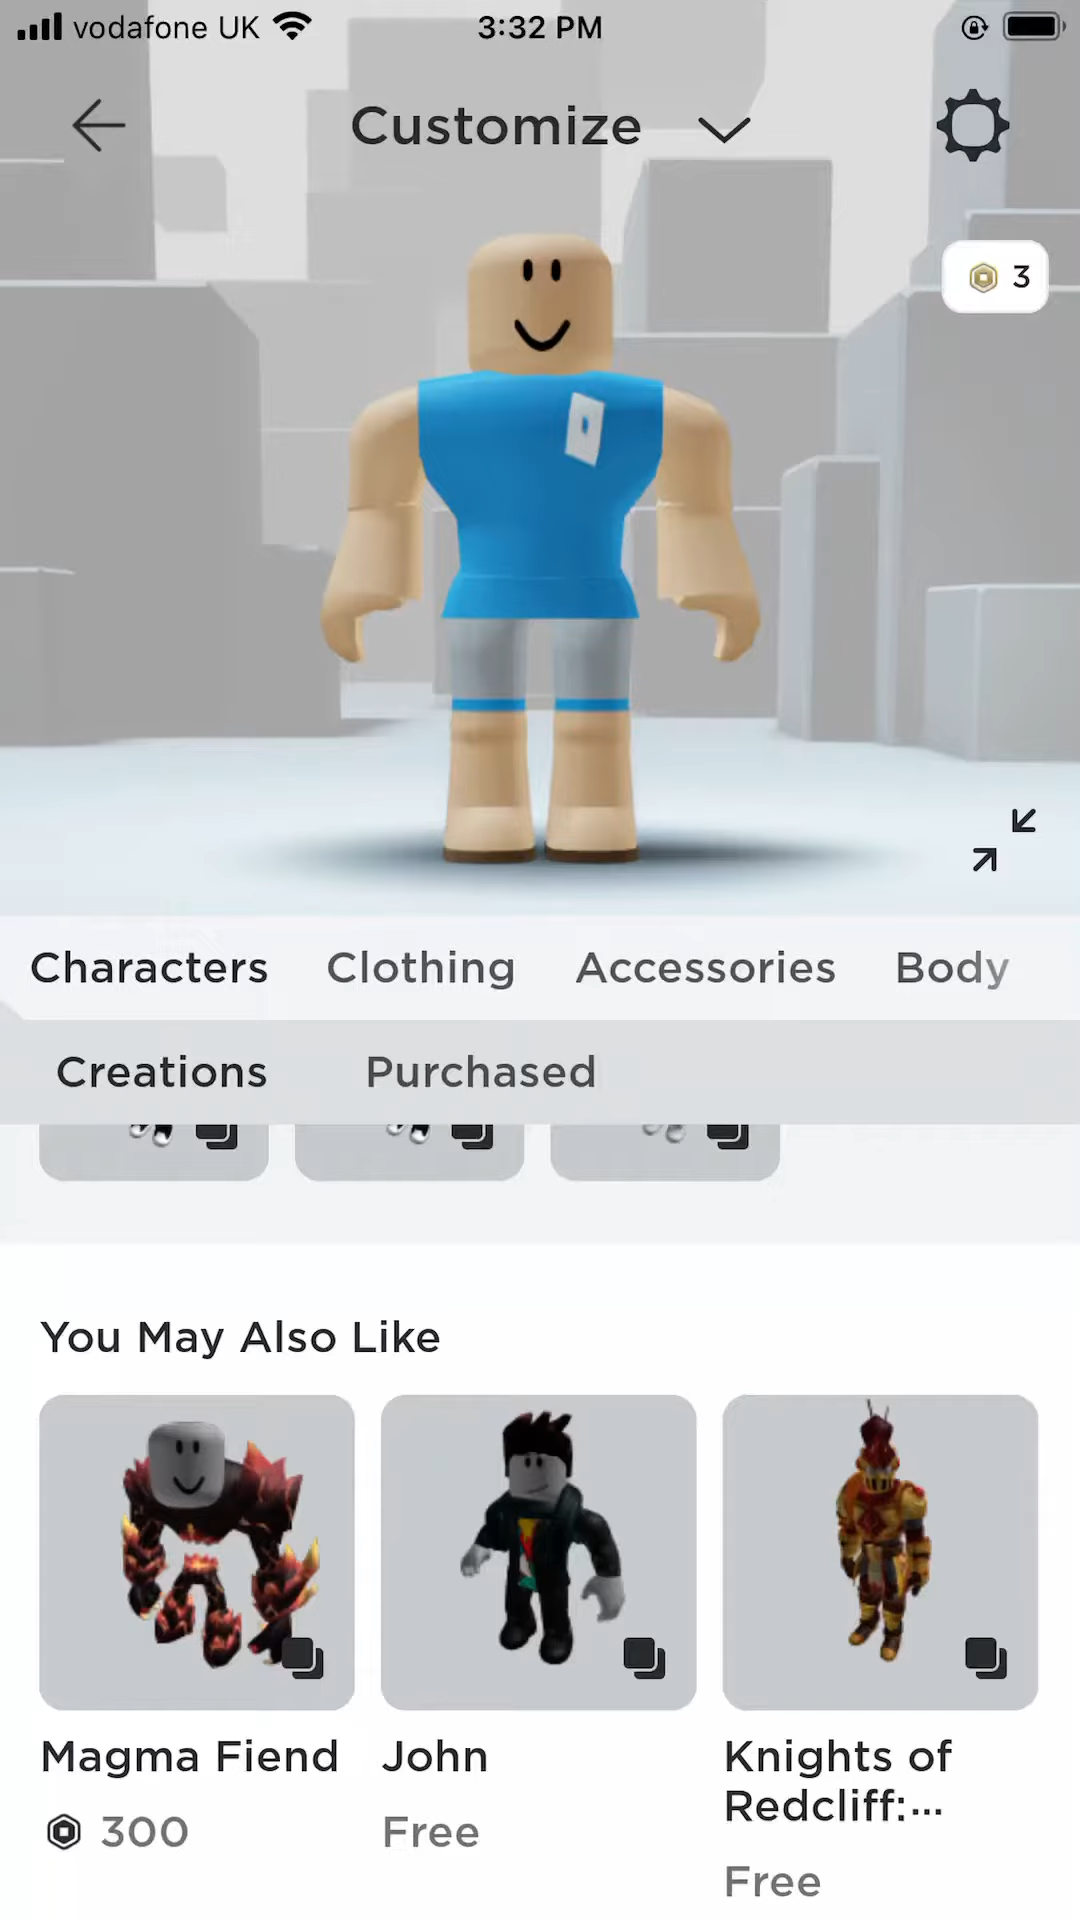 vodafone UK 3:32 PM
Customize
3
Characters Clothing Accessories Body
Creations Purchased
You May Also Like
Magma Fiend
300
John
Free
Knights of
Redcliff:...
Free